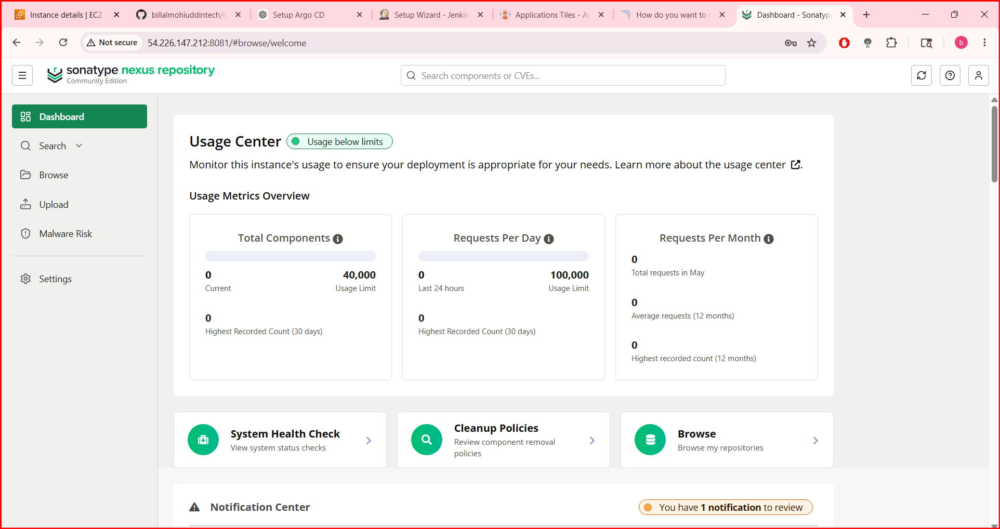 Instance details | EC2
billalmohiuddintech/
Setup Argo CD
Setup Wizard - Jenkin
Applications Tiles - A
How do you want to
Dashboard - Sonatype
Not secure
54.226.147.212:8081/#browse/welcome
b
sonatype nexus repository
Community Edition
Search components or CVEs...
Dashboard
Search
Browse
Upload
Malware Risk
Settings
Usage Center
Usage below limits
Monitor this instance's usage to ensure your deployment is appropriate for your needs. Learn more about the usage center .
Usage Metrics Overview
Total Components
0
40,000
Current
Usage Limit
0
Highest Recorded Count (30 days)
Requests Per Day
0
100,000
Last 24 hours
Usage Limit
0
Highest Recorded Count (30 days)
Requests Per Month
0
Total requests in May
0
Average requests (12 months)
0
Highest recorded count (12 months)
System Health Check
View system status checks
Cleanup Policies
Review component removal
policies
Browse
Browse my repositories
Notification Center
You have 1 notification to review